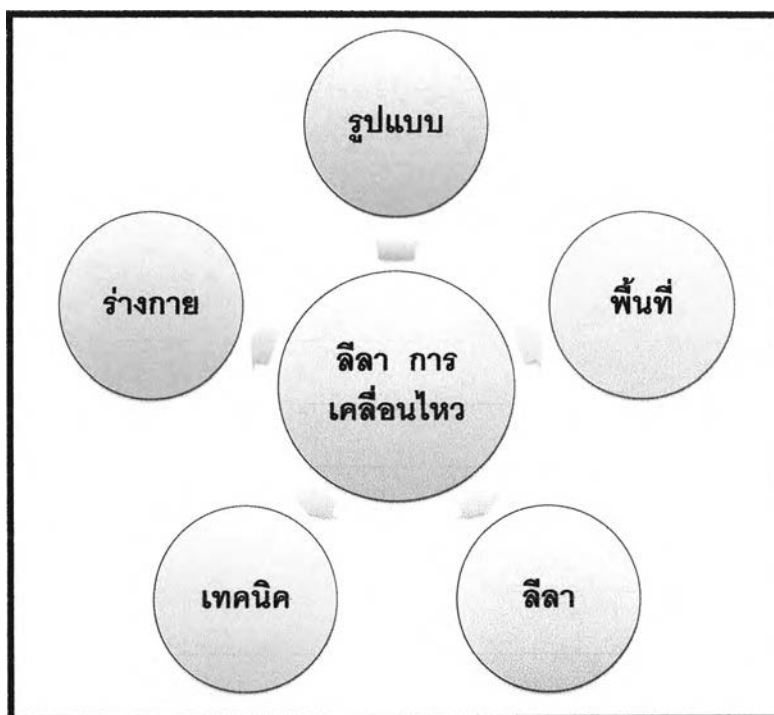 รูปแบบ
ร่างกาย
พื้นที่
ลีลา การ
เคลื่อนไหว
เทคนิค
ลีลา